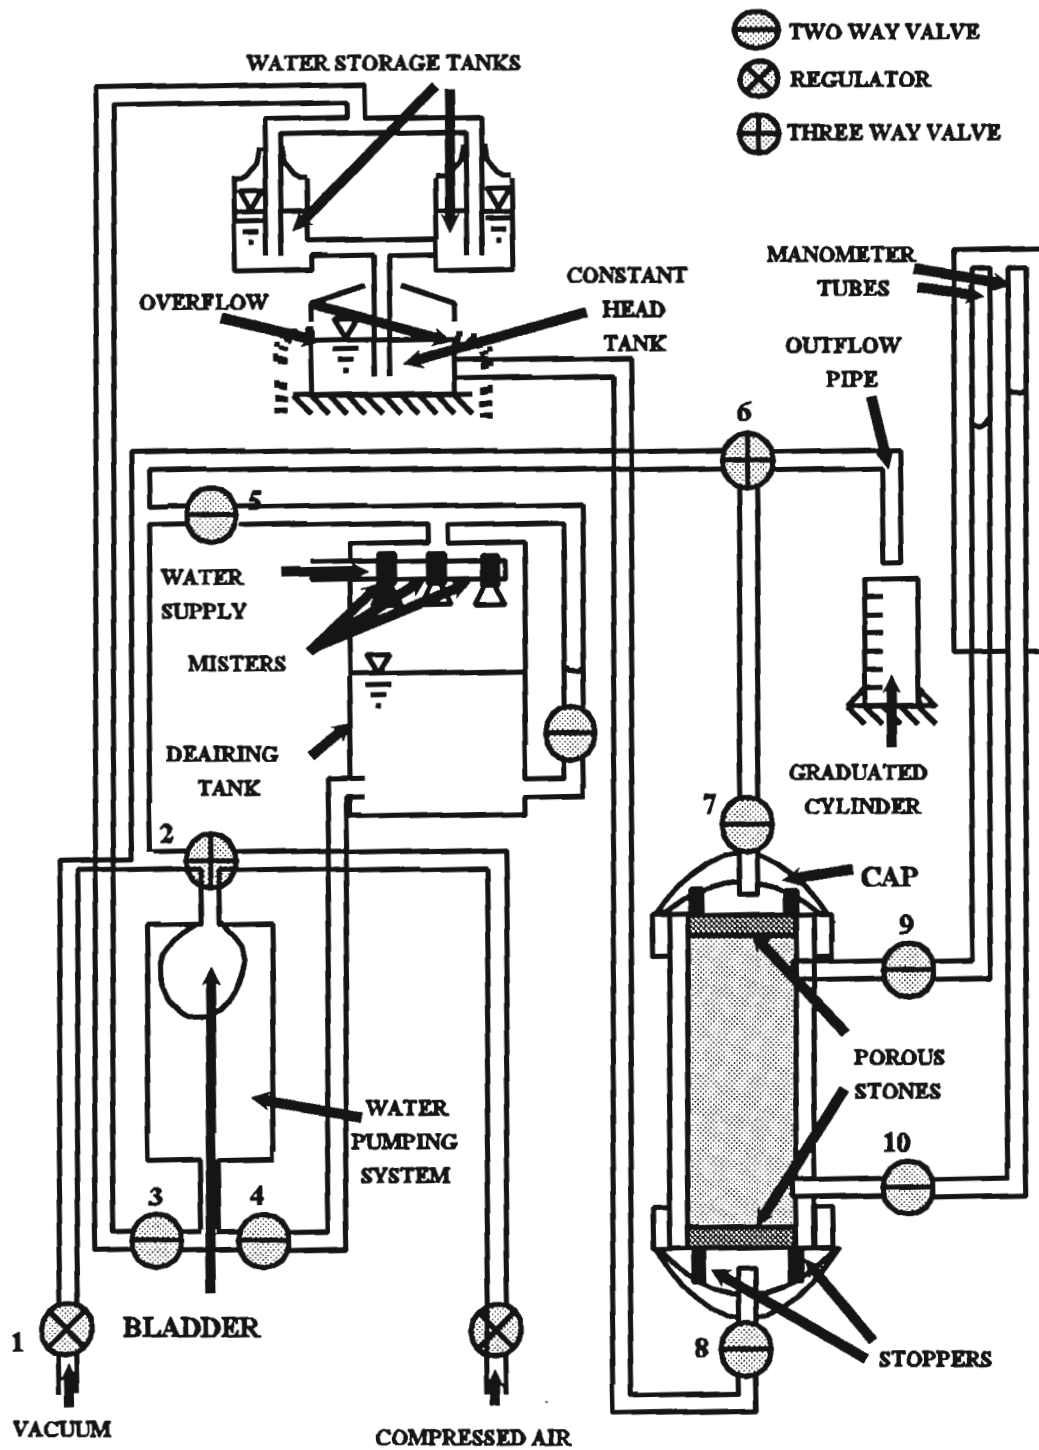 TWO WAY VALVE
WATER STORAGE TANKS
REGULATOR
THREE WAY VALVE
MANOMETER
TUBES
CONSTANT
HEAD
TANK
OVERFLOW
OUTFLOW
PIPE
6
5
WATER
SUPPLY
MISTERS
DEAIRING
TANK
GRADUATED
CYLINDER
7
2
CAP
9
POROUS
STONES
WATER
PUMPING
SYSTEM
10
3
4
BLADDER
1
8
STOPPERS
VACUUM
COMPRESSED AIR